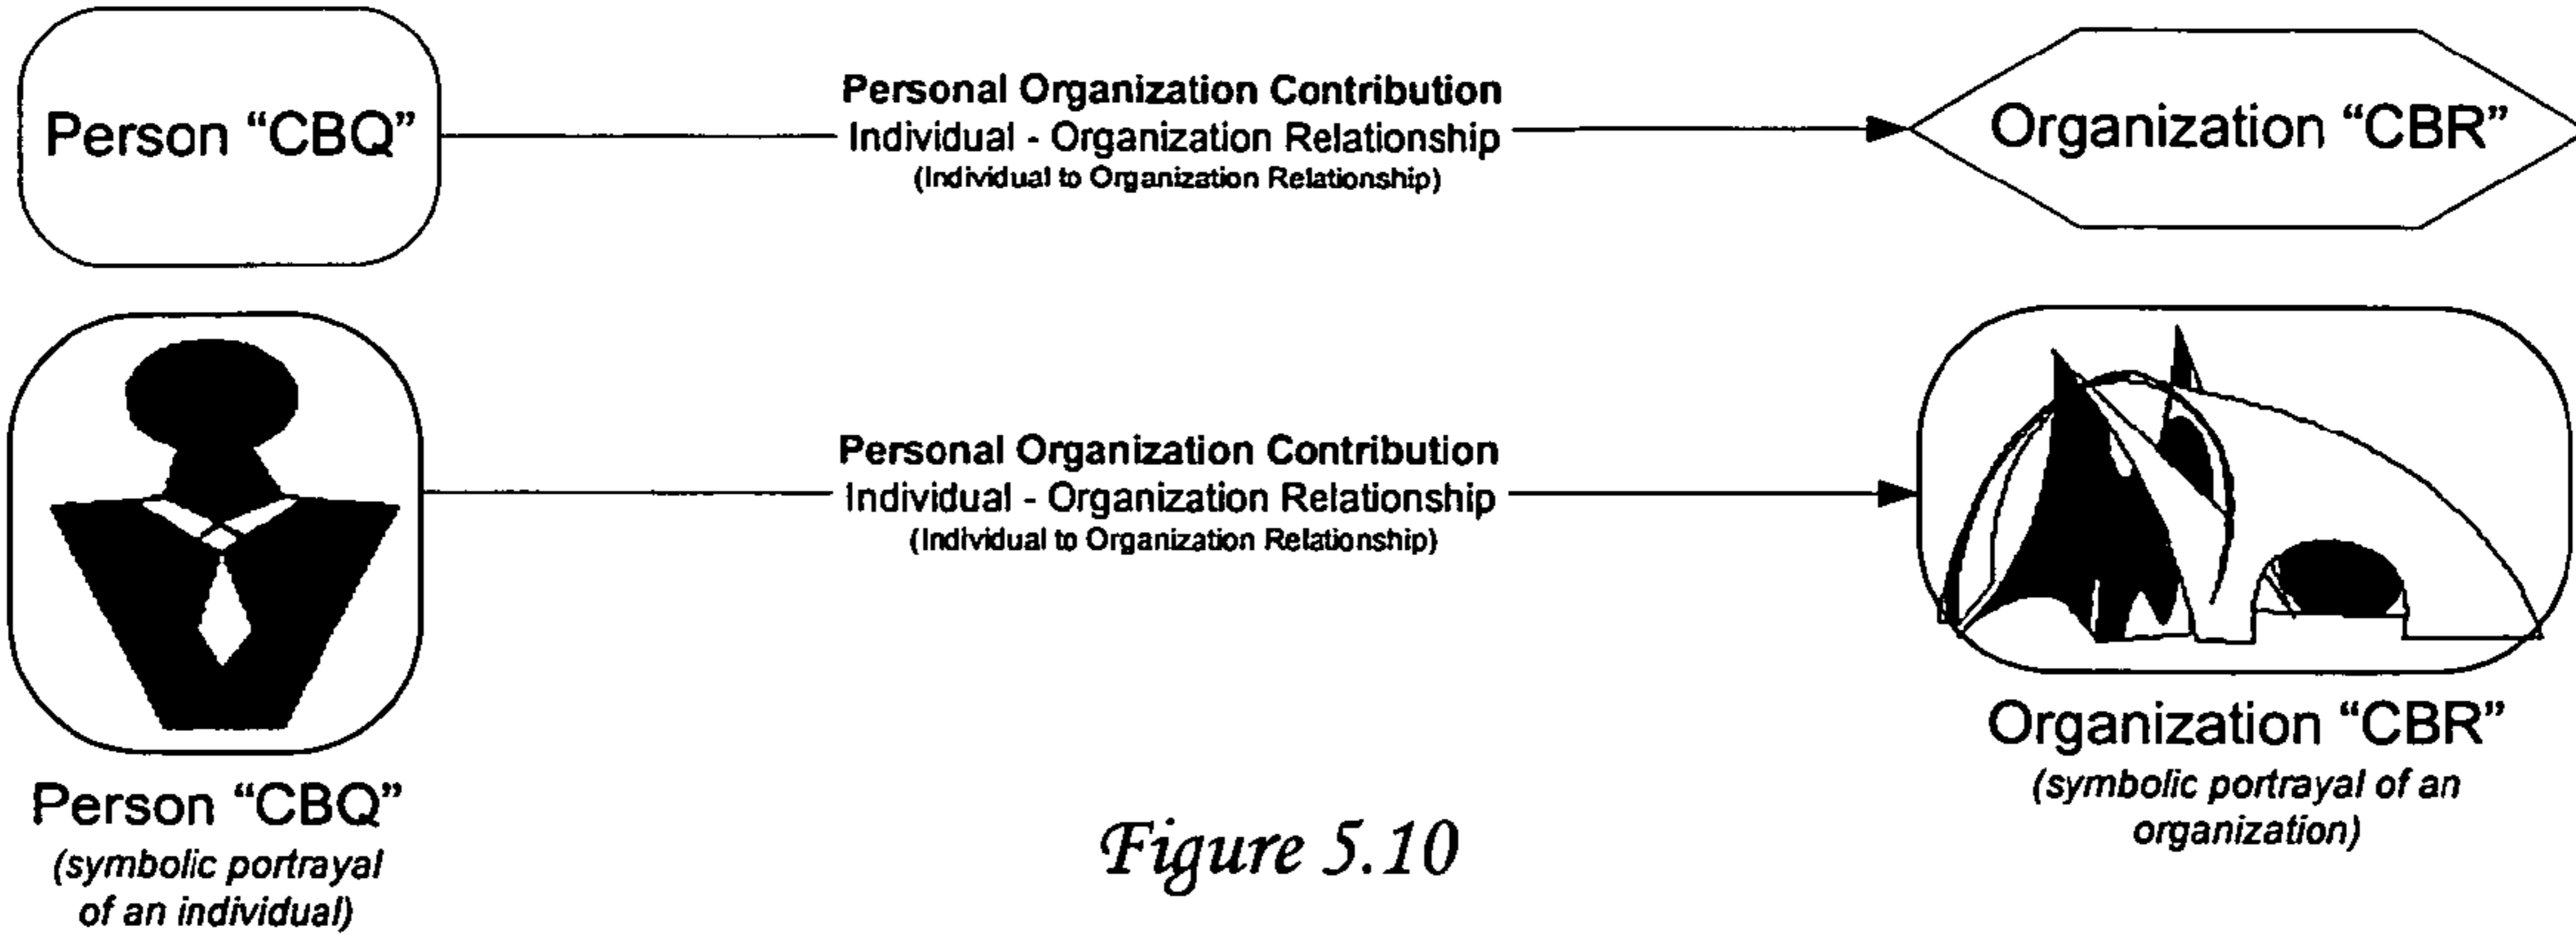 Person “CBQ”
Personal Organization Contribution
Individual - Organization Relationship
(Individual to Organization Relationship)
Organization “CBR”
Personal Organization Contribution
Individual - Organization Relationship
(Individual to Organization Relationship)
Person “CBQ”
(symbolic portrayal
of an individual)
Organization “CBR”
(symbolic portrayal of an
organization)
Figure 5.10